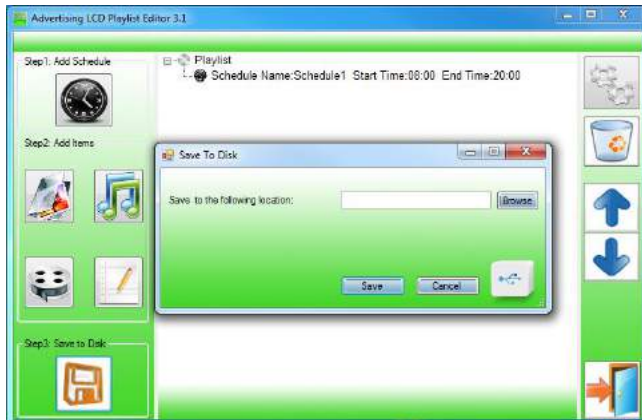 Advertising LCD Playlist Editor 3.1
Step1: Add Schedule
Playlist
Schedule Name:Schedule1 Start Time:08:00 End Time:20:00
Step2: Add Items
Save To Disk
Save to the following location:
Browse
Save
Cancel
Step3: Save to Disk